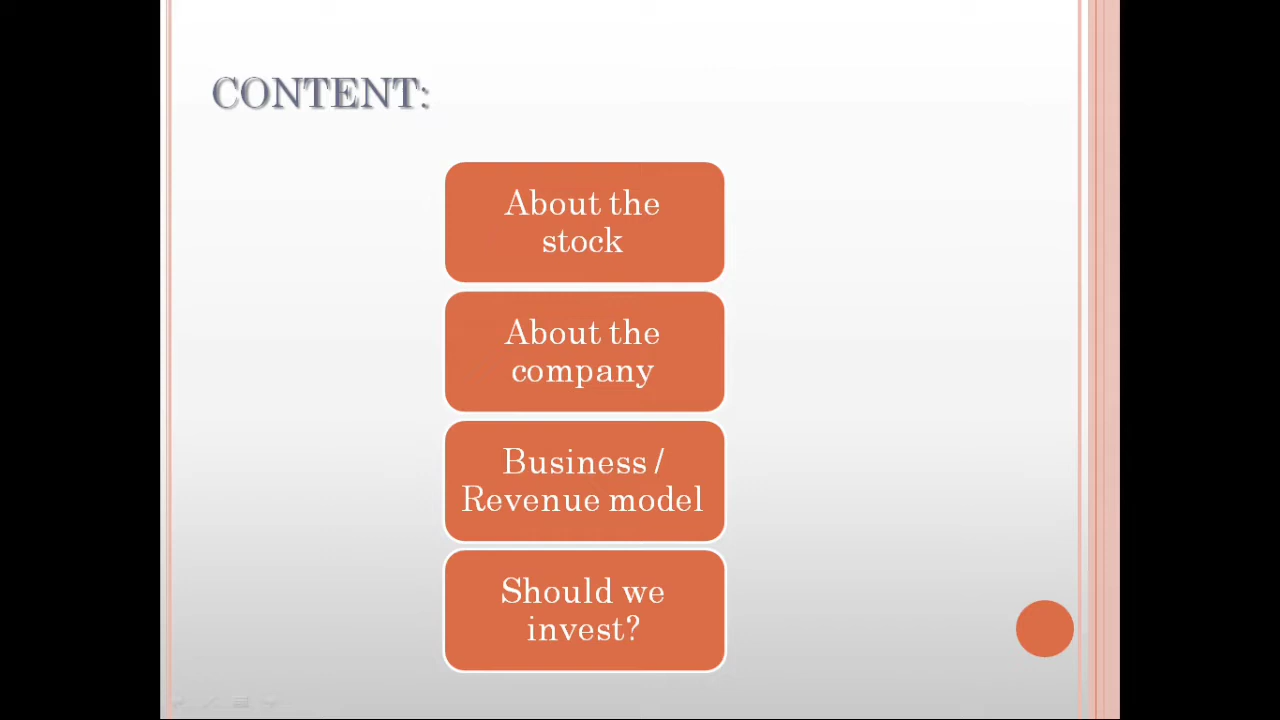 CONTENT:
About the
stock
About the
company
Business /
Revenue model
Should we
invest?